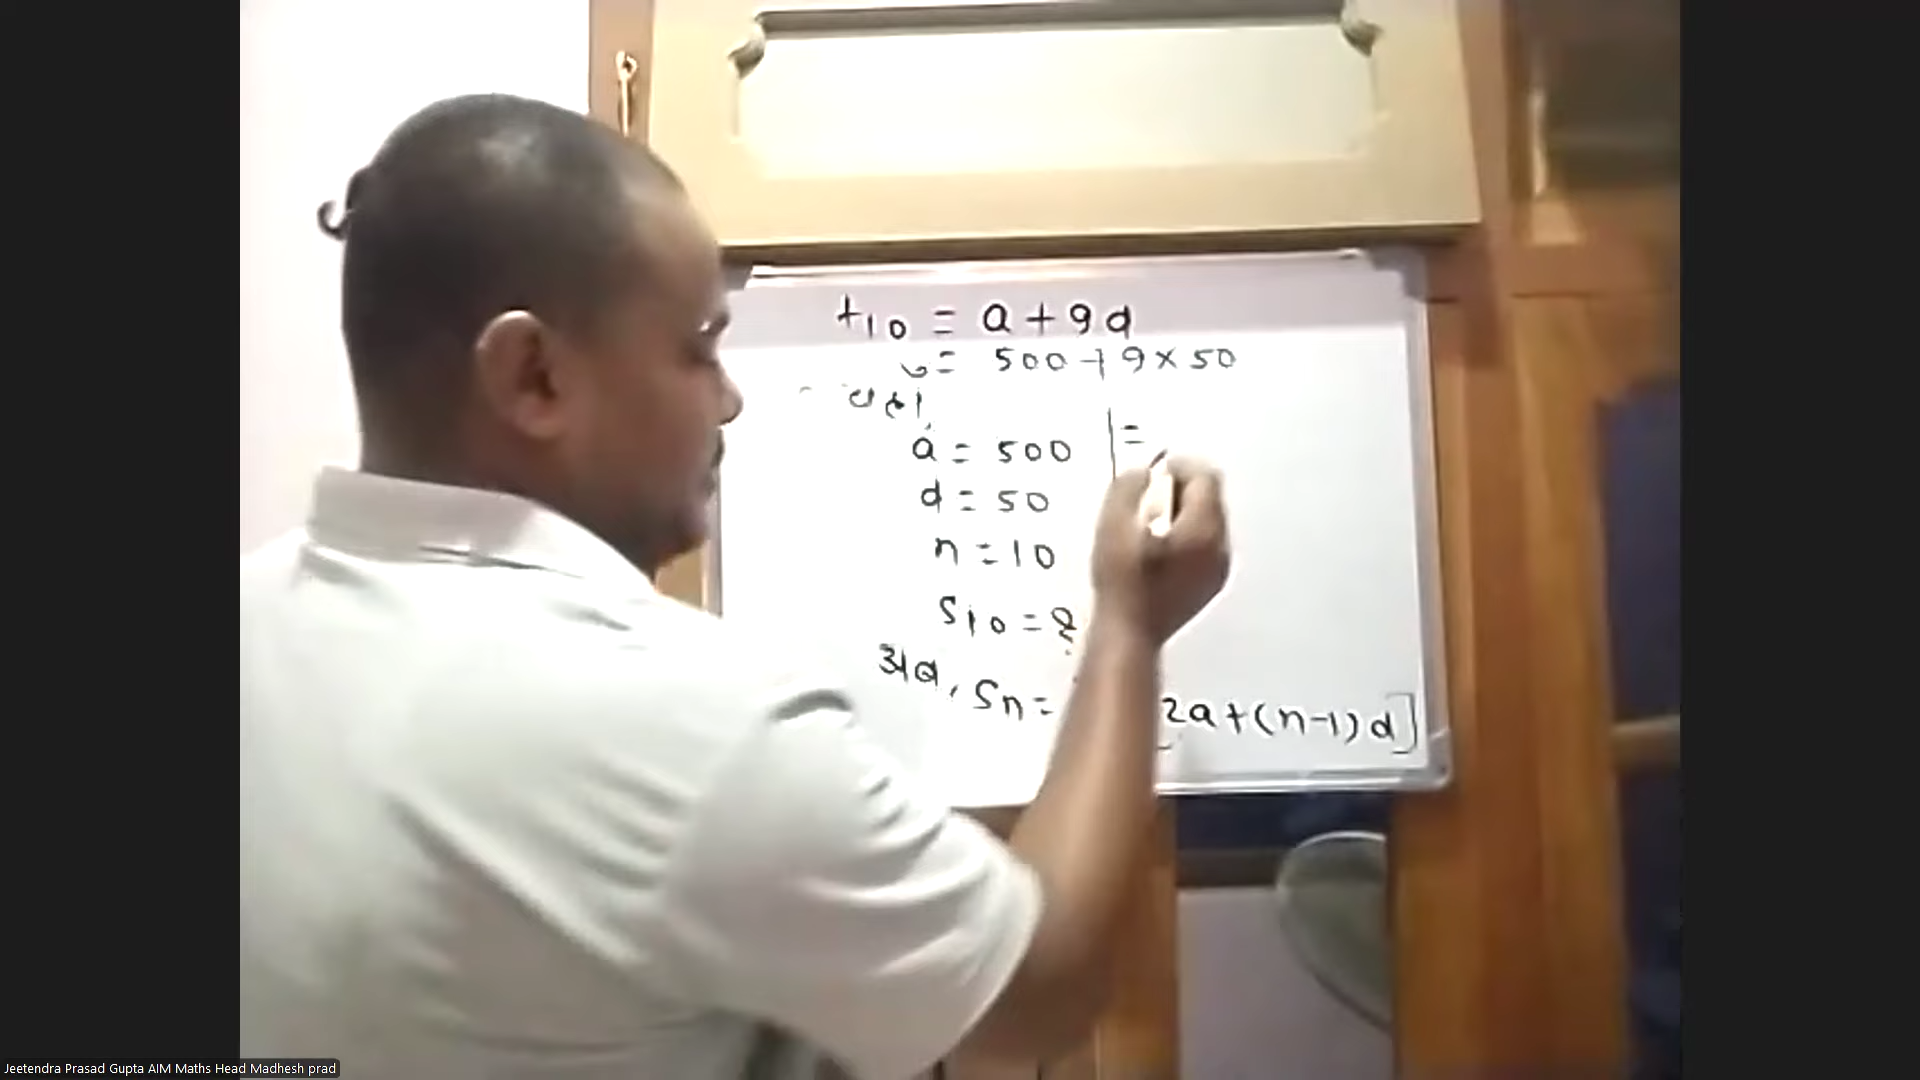 t10 = a+9d
= 500+9×50
यहाँ
a = 500
d = 50
n = 10
S10 = ?
अब, Sn =
2a+(n-1)d]
=
Jeetendra Prasad Gupta AIM Maths Head Madhesh prad